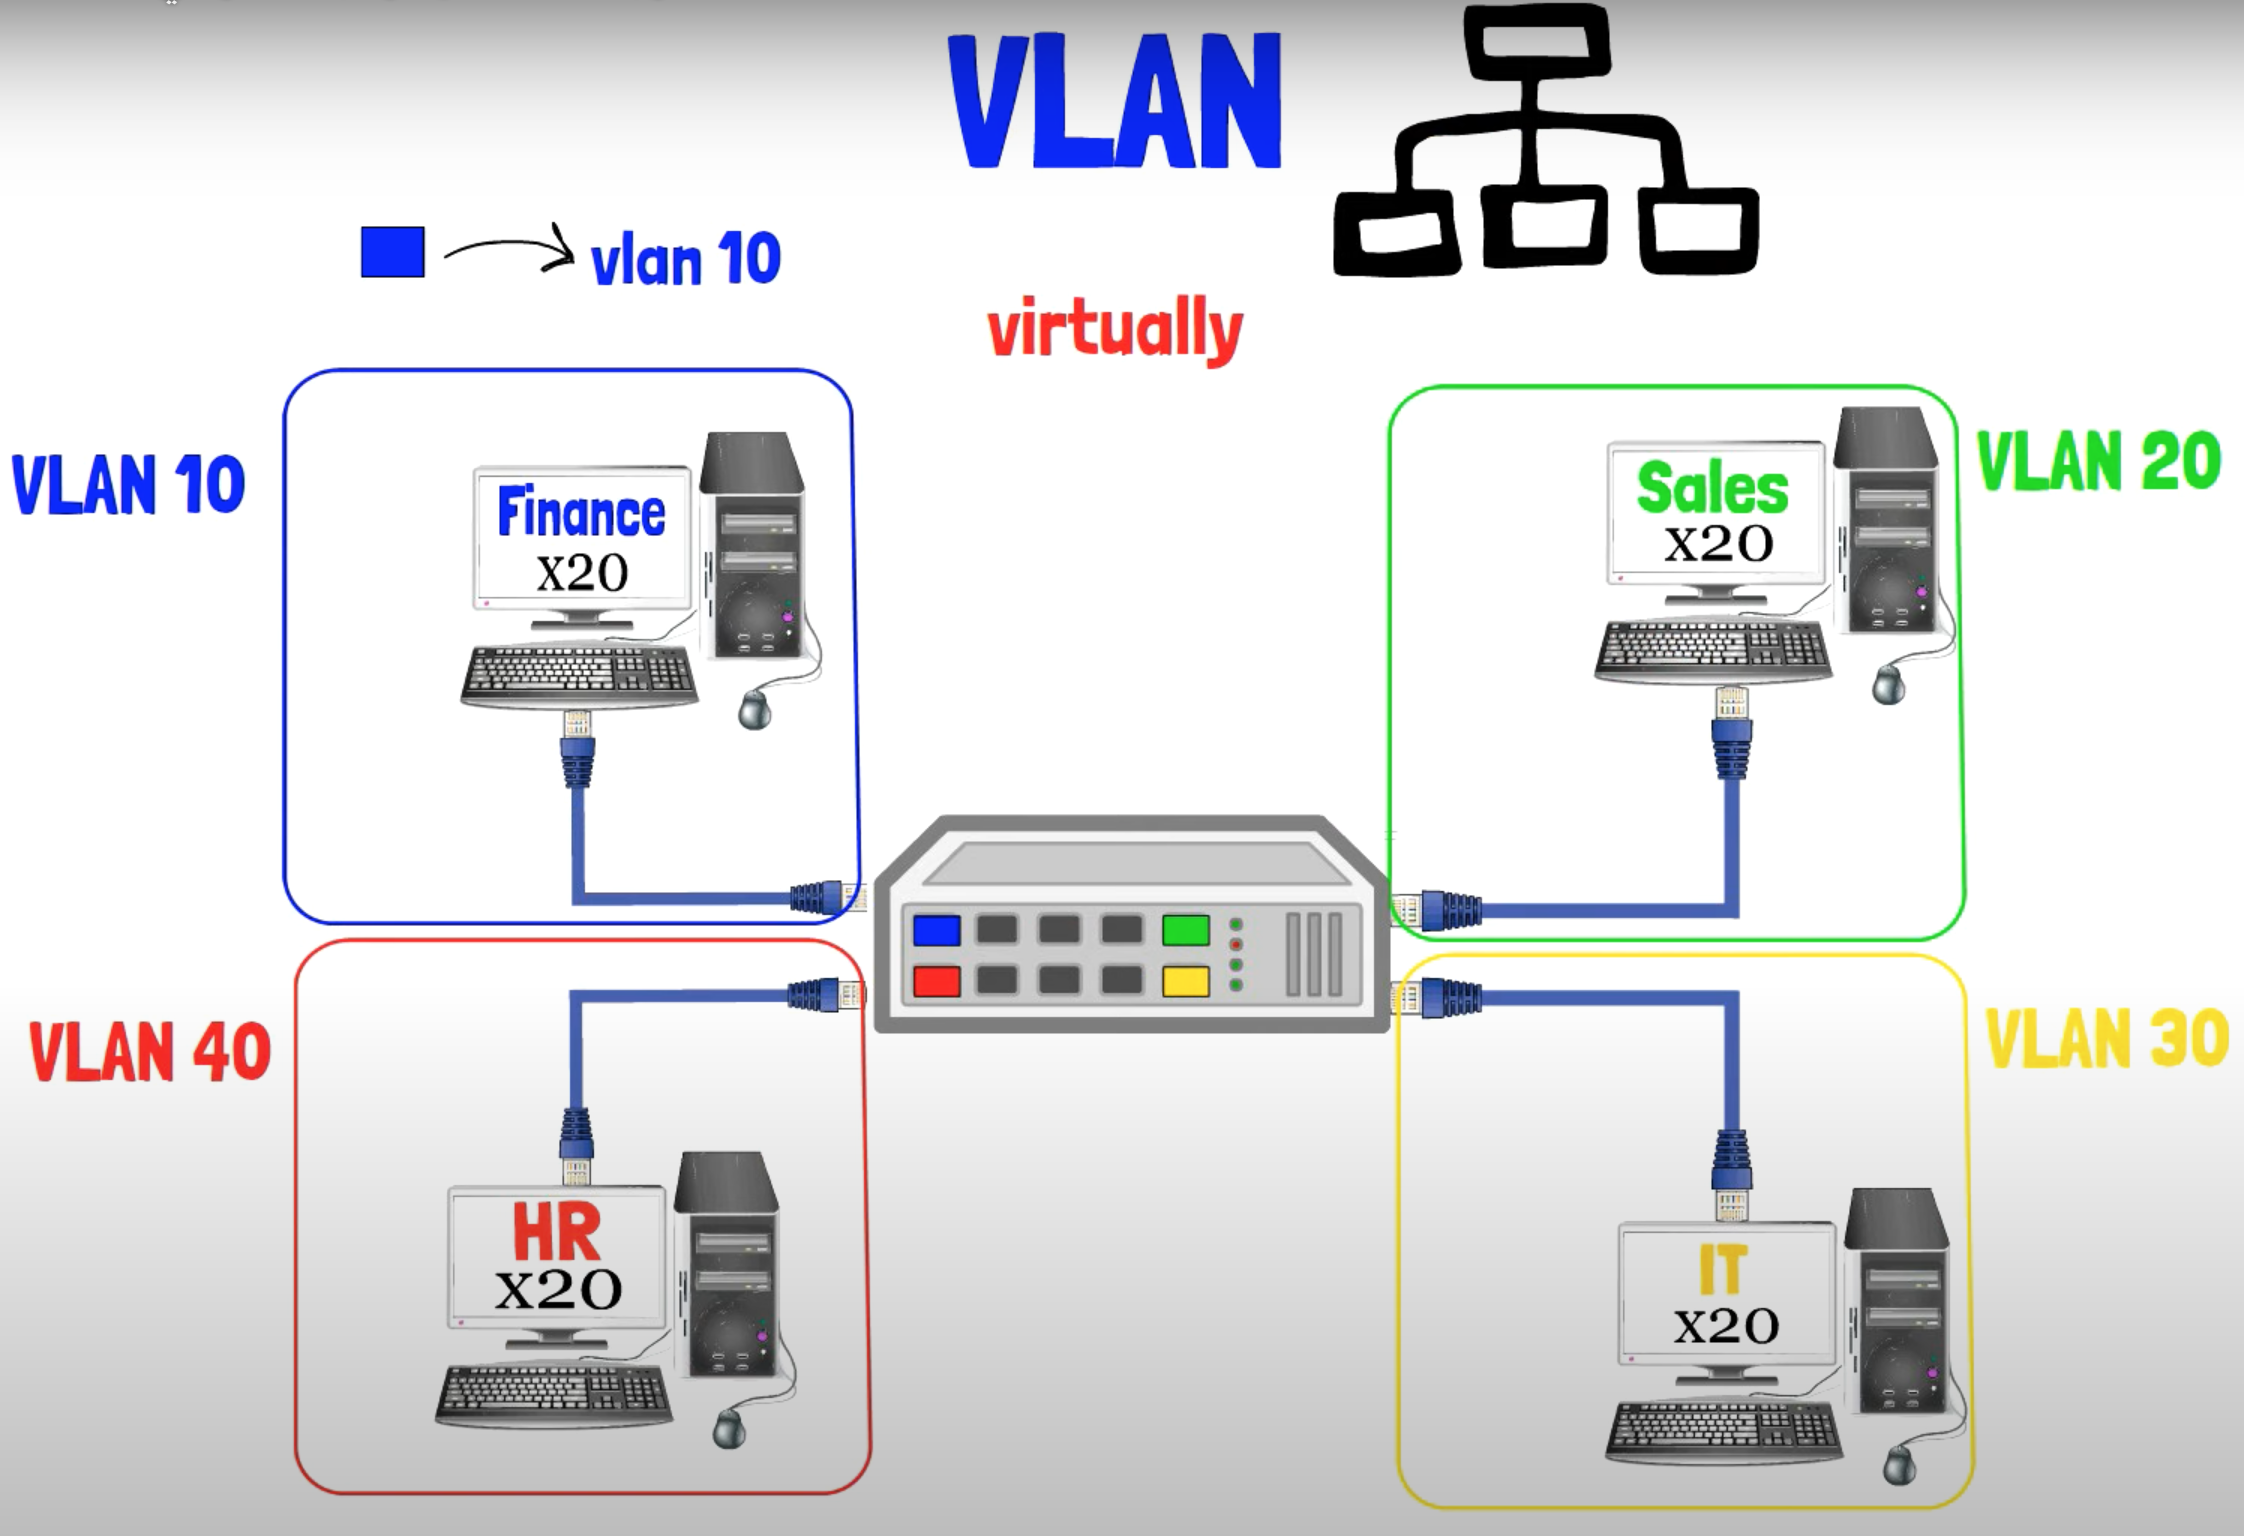 VLAN
vlan 10
virtually
VLAN 10
Finance
X20
Sales
X20
VLAN 20
VLAN 40
HR
X20
VLAN 30
IT
X20